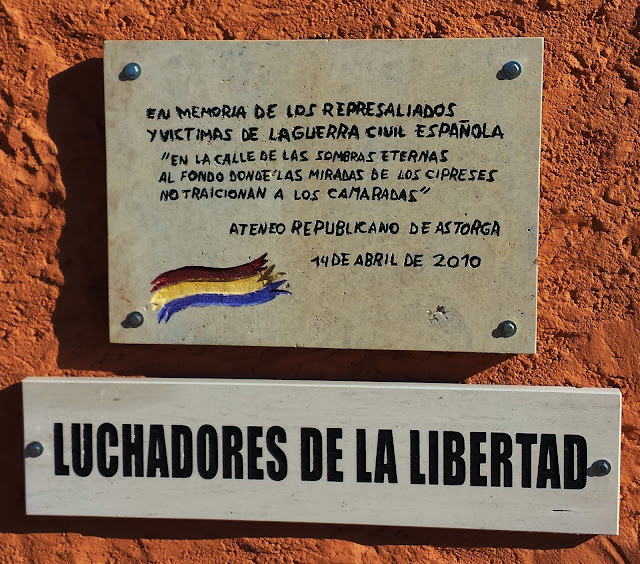 EN MEMORIA DE LOS REPRESALIADOS
Y VICTIMAS DE LA GUERRA CIVIL ESPAÑOLA
"EN LA CALLE DE LAS SOMBRAS ETERNAS
AL FONDO DONDE LAS MIRADAS DE LOS CIPRESES
NO TRAICIONAN A LOS CAMARADAS"
ATENEO REPUBLICANO DE ASTORGA
14 DE ABRIL DE 2010
LUCHADORES DE LA LIBERTAD